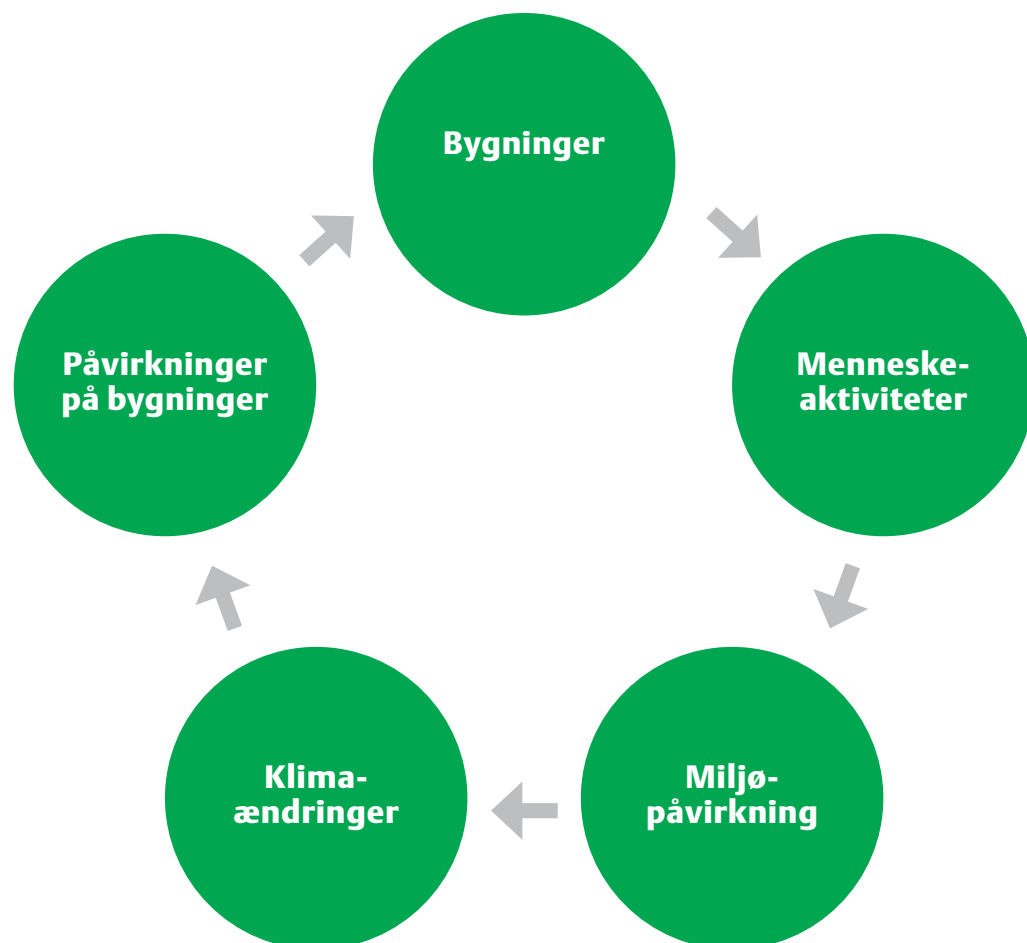 Bygninger
Menneske-
aktiviteter
Miljø-
påvirkning
Klima-
ændringer
Påvirkninger
på bygninger